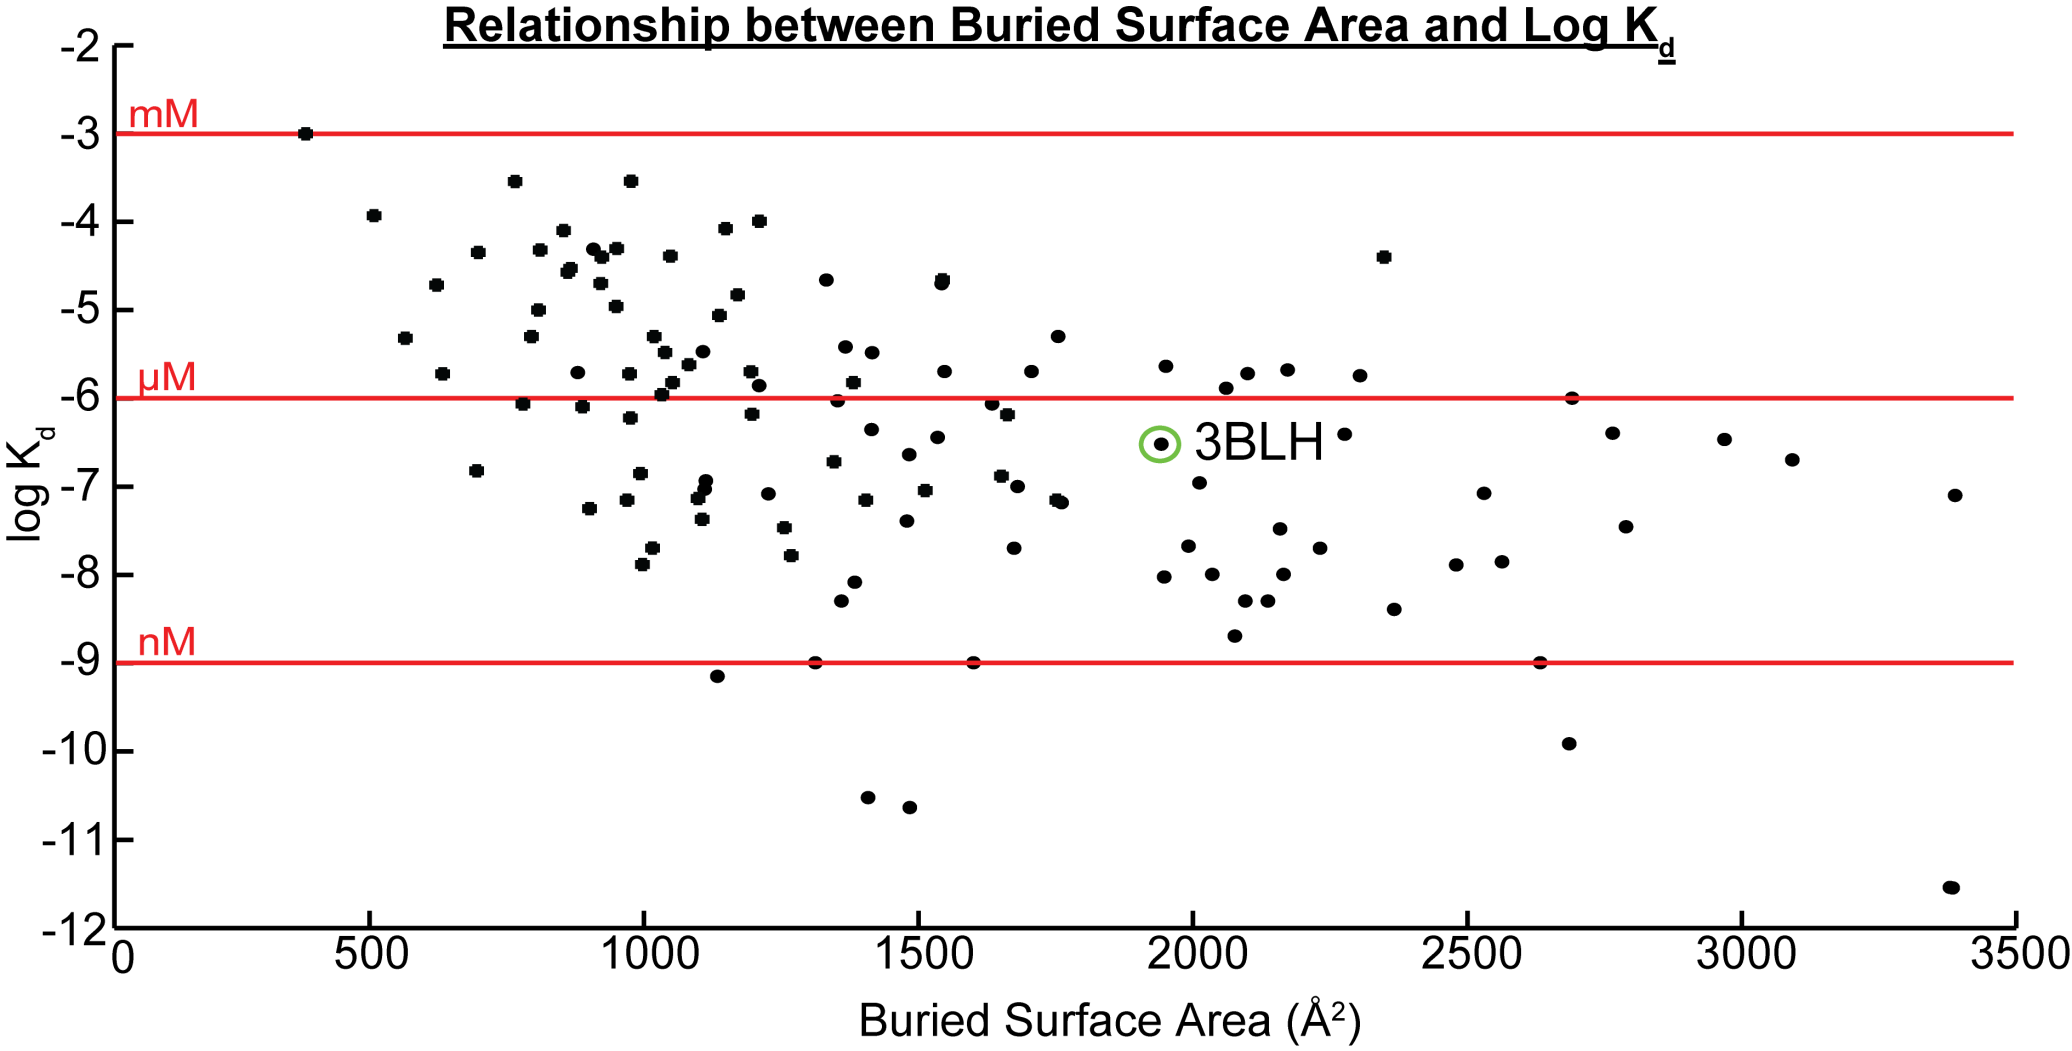 Relationship between Buried Surface Area and Log Kd
-2
mM
-3
-4
-5
µM
-6
3BLH
-7
-8
nM
-9
-10
-11
-12
log Kd
0 500 1000 1500 2000 2500 3000 3500
Buried Surface Area (Å²)